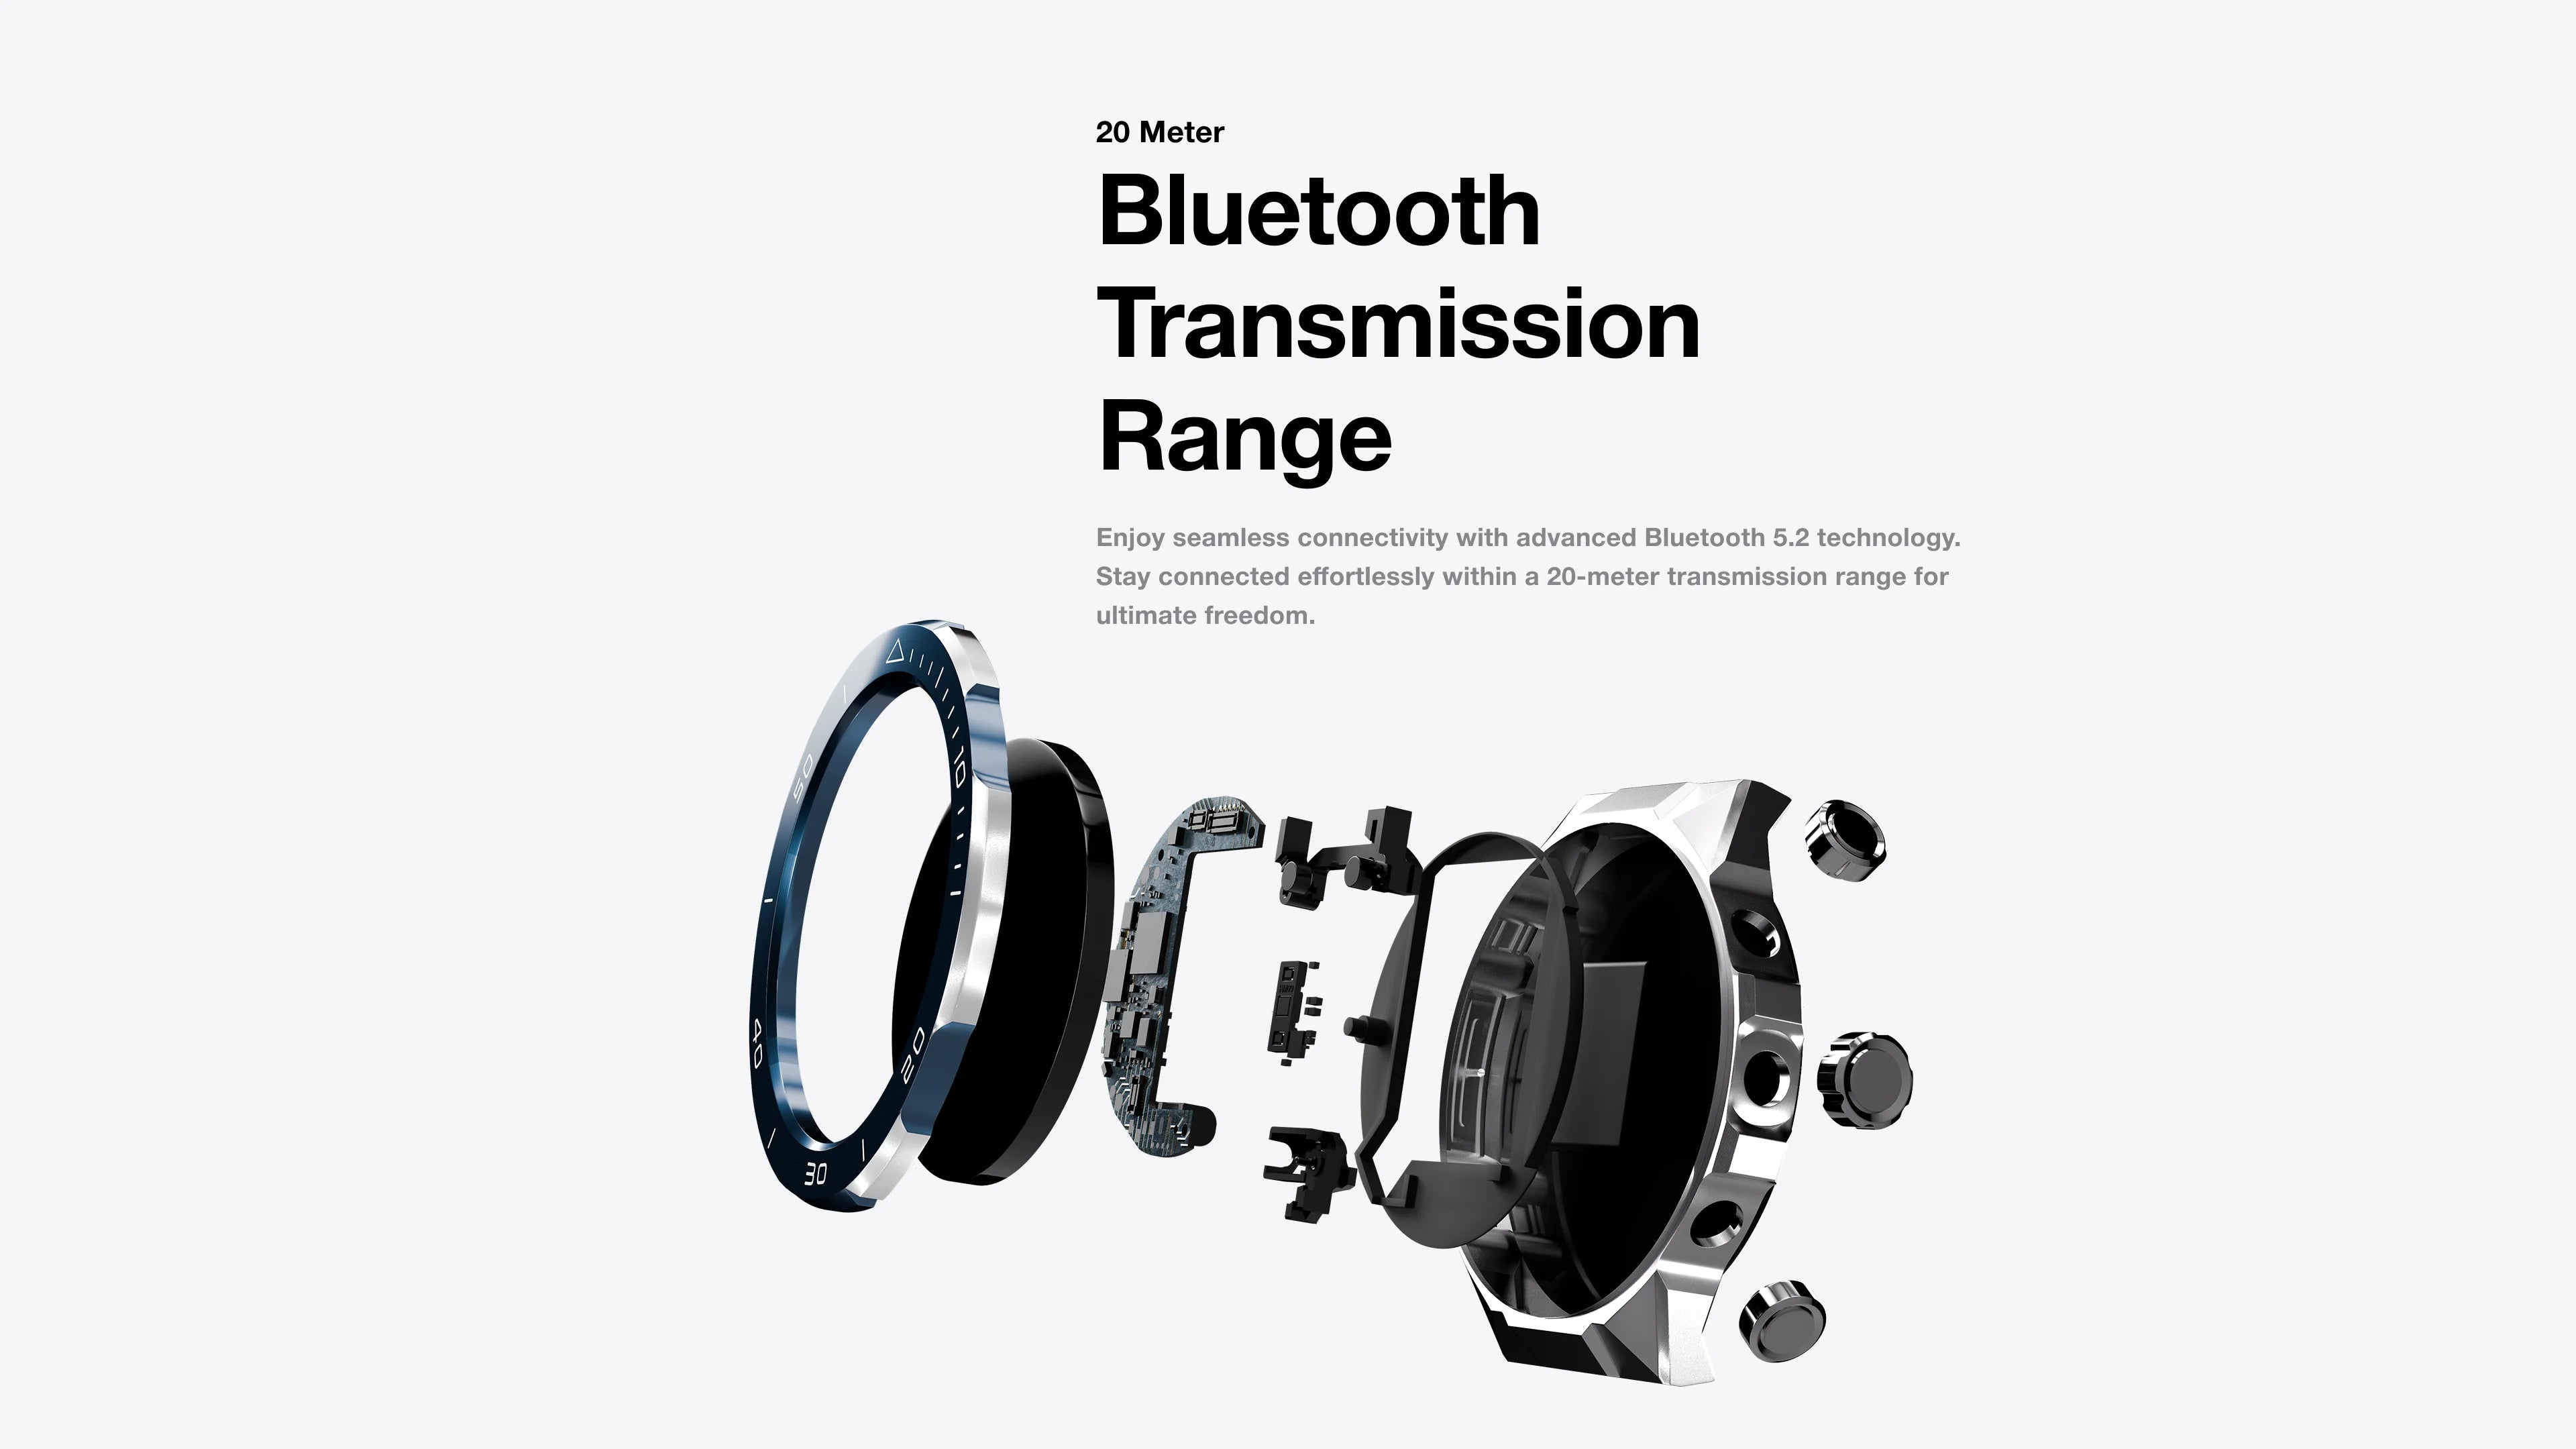 20 Meter
Bluetooth
Transmission
Range
Enjoy seamless connectivity with advanced Bluetooth 5.2 technology.
Stay connected effortlessly within a 20-meter transmission range for
ultimate freedom.
10
20
30
40
50